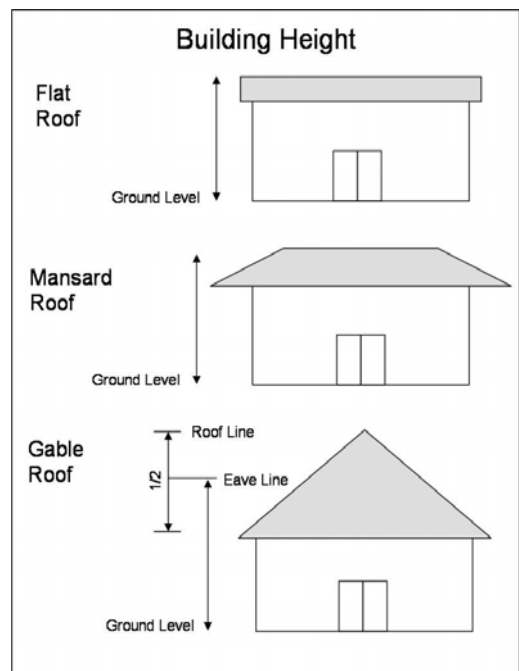 Building Height
Flat
Roof
Ground Level
Mansard
Roof
Ground Level
Gable
Roof
Roof Line
1/2
Eave Line
Ground Level